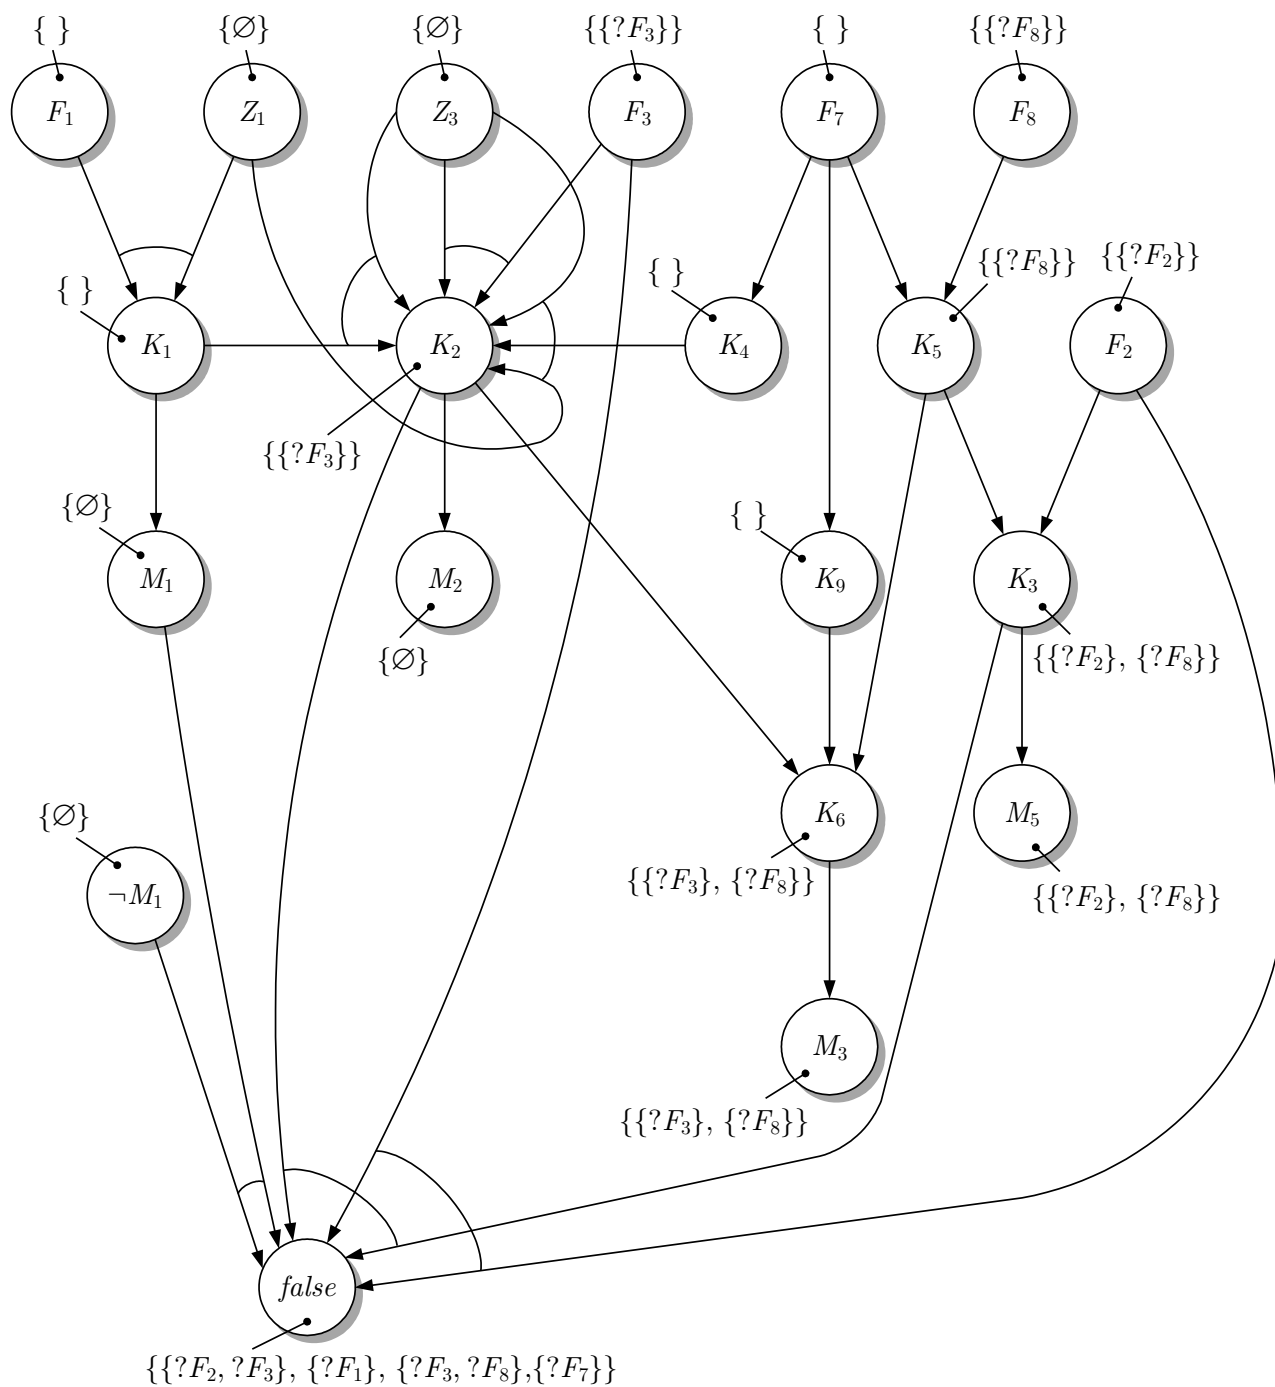 { }
{∅}
{∅}
{{?F₃}}
{ }
{{?F₈}}
F₁
Z₁
Z₃
F₃
F₇
F₈
{ }
{ }
{{?F₈}}
{{?F₂}}
K₁
K₂
K₄
K₅
F₂
{{?F₃}}
{∅}
{ }
M₁
M₂
K₉
K₃
{∅}
{{?F₂}, {?F₈}}
{∅}
K₆
M₅
¬M₁
{{?F₃}, {?F₈}}
{{?F₂}, {?F₈}}
M₃
{{?F₃}, {?F₈}}
false
{{?F₂, ?F₃}, {?F₁}, {?F₃, ?F₈},{?F₇}}